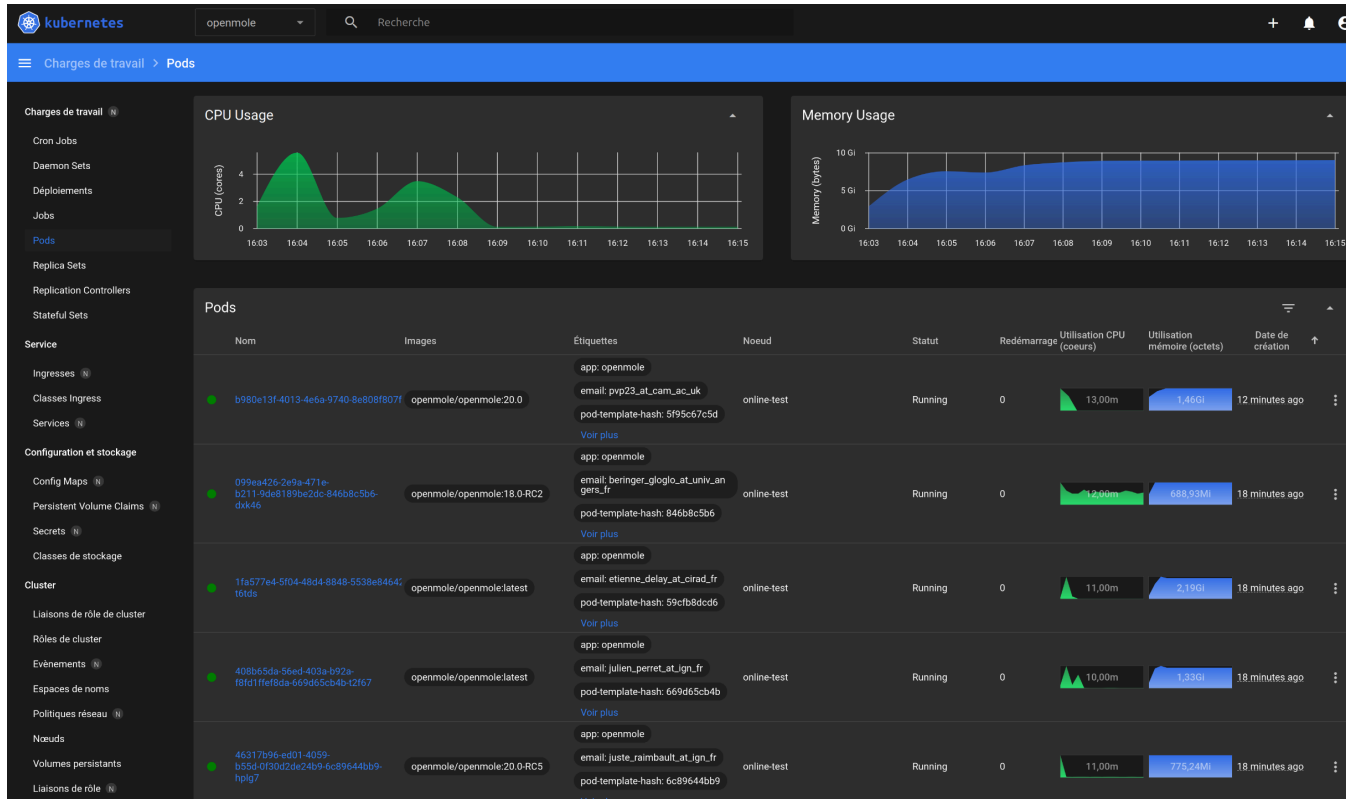 kubernetes
openmole
Recherche
Charges de travail > Pods
Charges de travail N
Cron Jobs
Daemon Sets
Déploiements
Jobs
Pods
Replica Sets
Replication Controllers
Stateful Sets
Service
Ingresses N
Classes Ingress
Services N
Configuration et stockage
Config Maps N
Persistent Volume Claims N
Secrets N
Classes de stockage
Cluster
Liaisons de rôle de cluster
Rôles de cluster
Evènements N
Espaces de noms
Politiques réseau N
Nœuds
Volumes persistants
Liaisons de rôle N
CPU Usage
CPU (cores)
4
2
0
16:03 16:04 16:05 16:06 16:07 16:08 16:09 16:10 16:11 16:12 16:13 16:14 16:15
Memory Usage
Memory (bytes)
10 Gi
5 Gi
0 Gi
16:03 16:04 16:05 16:06 16:07 16:08 16:09 16:10 16:11 16:12 16:13 16:14 16:15
Pods
Nom Images Étiquettes Noeud Statut Redémarrage Utilisation CPU (coeurs) Utilisation mémoire (octets) Date de création
b980e13f-4013-4e6a-9740-8e808f807f
openmole/openmole:20.0
app: openmole
email: pvp23_at_cam_ac_uk
pod-template-hash: 5f95c67c5d
Voir plus
online-test Running 0 13,00m 1,46Gi 12 minutes ago
099ea426-2e9a-471e-
b211-9de8189be2dc-846b8c5b6-
dxk46
openmole/openmole:18.0-RC2
app: openmole
email: beringer_gloglo_at_univ_an
gers_fr
pod-template-hash: 846b8c5b6
Voir plus
online-test Running 0 12,00m 688,93Mi 18 minutes ago
1fa577e4-5f04-48d4-8848-5538e84642
t6tds
openmole/openmole:latest
app: openmole
email: etienne_delay_at_cirad_fr
pod-template-hash: 59cfb8dcd6
Voir plus
online-test Running 0 11,00m 2,19Gi 18 minutes ago
408b65da-56ed-403a-b92a-
f8fd1ffef8da-669d65cb4b-t2f67
openmole/openmole:latest
app: openmole
email: julien_perret_at_ign_fr
pod-template-hash: 669d65cb4b
Voir plus
online-test Running 0 10,00m 1,33Gi 18 minutes ago
46317b96-ed01-4059-
b55d-0f30d2de24b9-6c89644bb9-
hplg7
openmole/openmole:20.0-RC5
app: openmole
email: juste_raimbault_at_ign_fr
pod-template-hash: 6c89644bb9
online-test Running 0 11,00m 775,24Mi 18 minutes ago